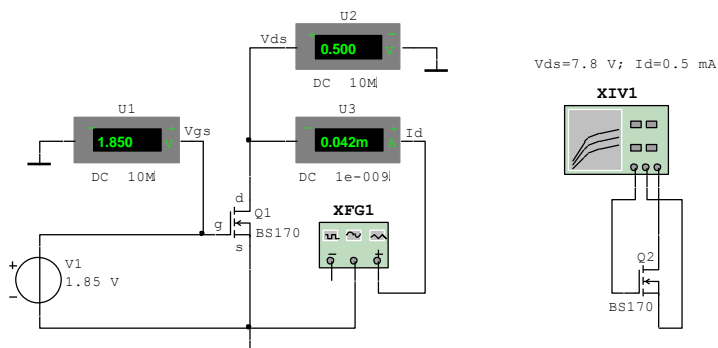 U2
Vds
0.500
DC 10M
Vds=7.8 V; Id=0.5 mA
XIV1
U1
Vgs
1.850
V
DC 10M
U3
Id
0.042m
A
DC 1e-009
d
Q1
g
BS170
s
XFG1
V1
1.85 V
Q2
BS170